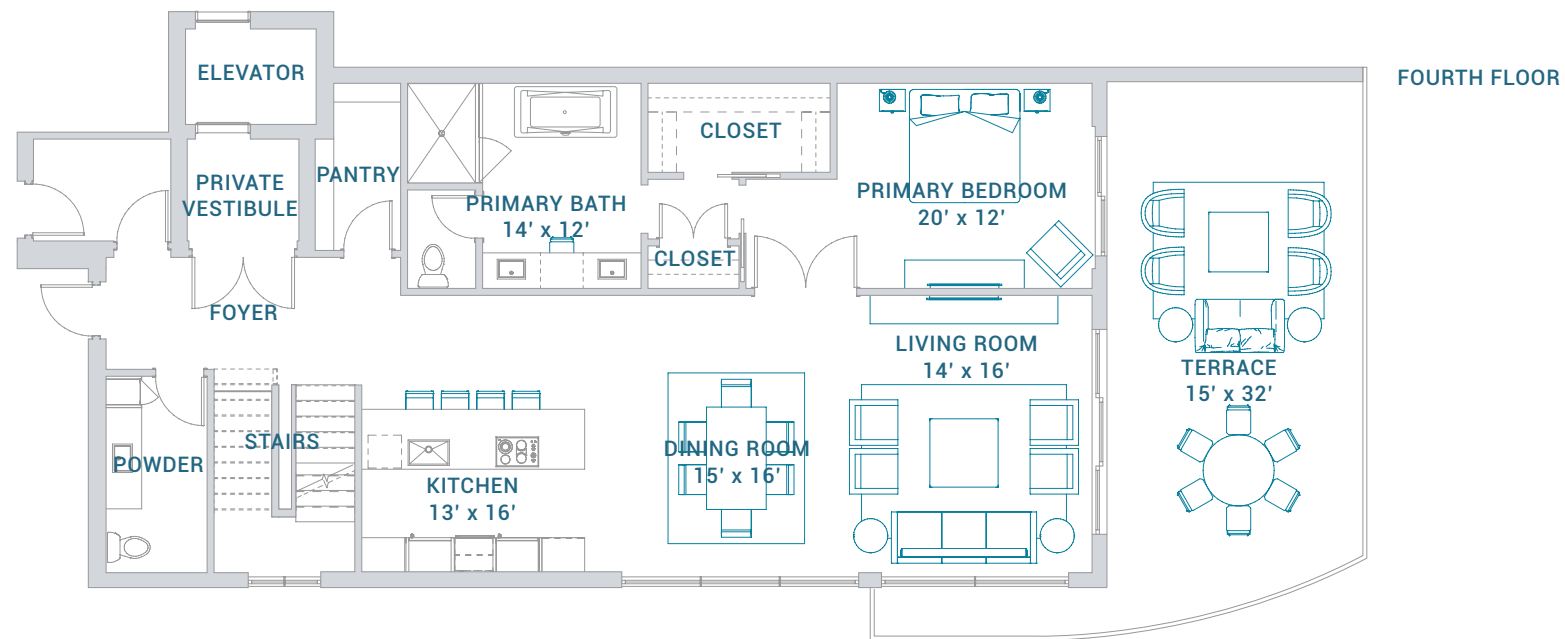 FOURTH FLOOR
ELEVATOR
CLOSET
PANTRY
PRIVATE
VESTIBULE
PRIMARY BATH
14' x 12'
PRIMARY BEDROOM
20' x 12'
CLOSET
FOYER
LIVING ROOM
14' x 16'
TERRACE
15' x 32'
STAIRS
POWDER
DINING ROOM
15' x 16'
KITCHEN
13' x 16'